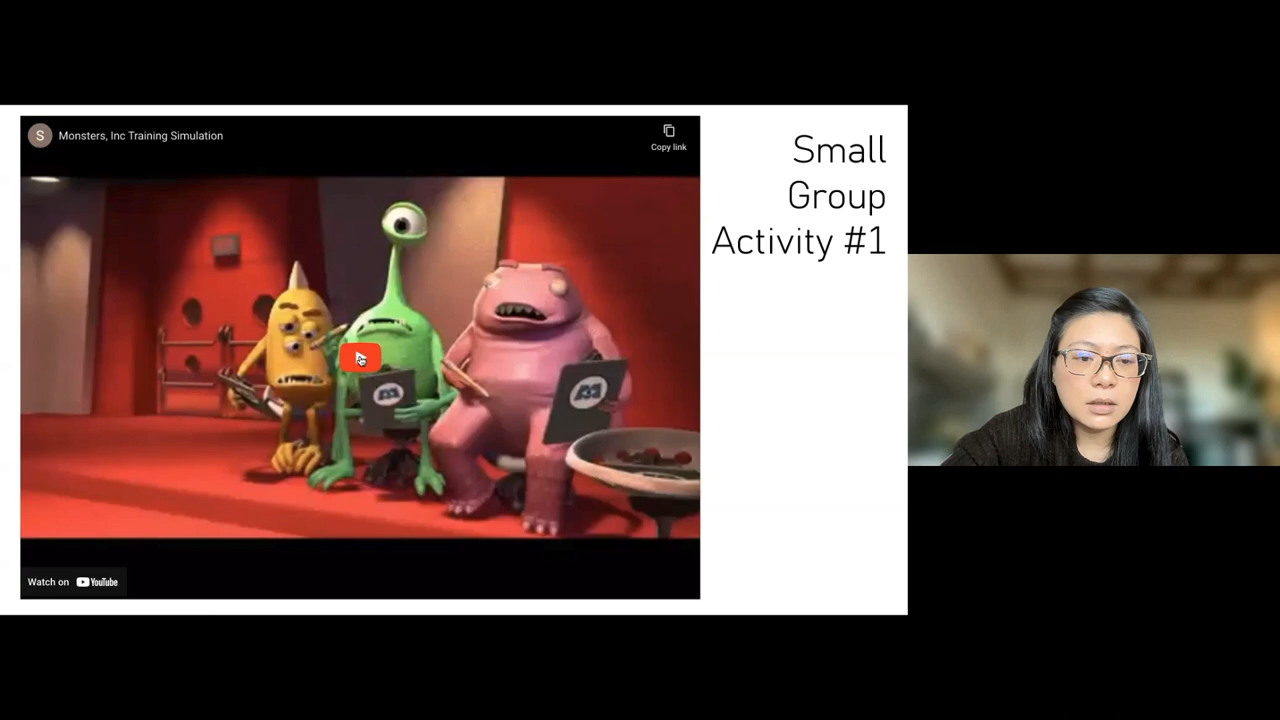 S
Monsters, Inc Training Simulation
Copy link
Small
Group
Activity #1
Watch on YouTube